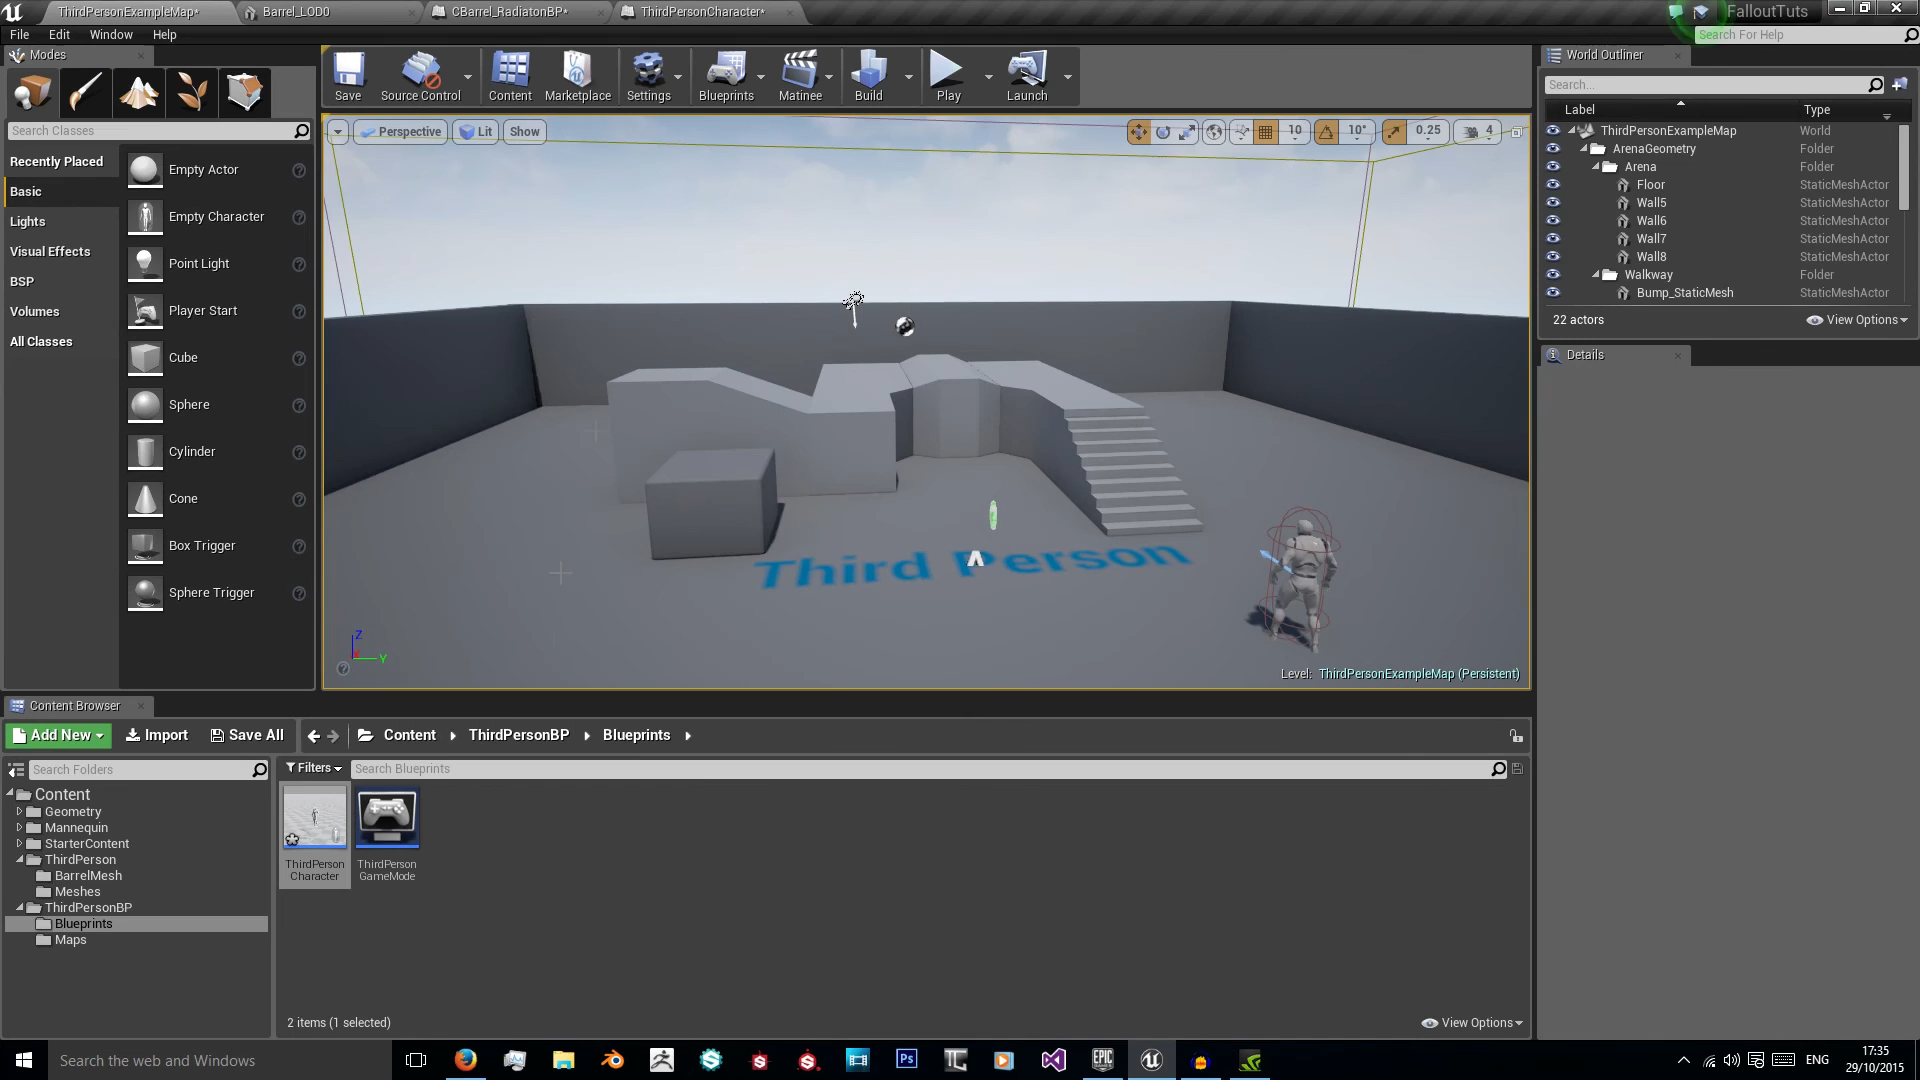 ThirdPersonExampleMap*
Barrel_LOD0
CBarrel_RadiatonBP*
ThirdPersonCharacter*
FalloutTuts
File Edit Window Help
Search For Help
Modes
Save
Source Control
Content
Marketplace
Settings
Blueprints
Matinee
Build
Play
Launch
World Outliner
Search...
Label
Type
Search Classes
Perspective
Lit
Show
10
10°
0.25
4
Recently Placed
Basic
Lights
Visual Effects
BSP
Volumes
All Classes
Empty Actor
Empty Character
Point Light
Player Start
Cube
Sphere
Cylinder
Cone
Box Trigger
Sphere Trigger
Third Person
Z
X
Y
Level: ThirdPersonExampleMap (Persistent)
ThirdPersonExampleMap World
ArenaGeometry Folder
Arena Folder
Floor StaticMeshActor
Wall5 StaticMeshActor
Wall6 StaticMeshActor
Wall7 StaticMeshActor
Wall8 StaticMeshActor
Walkway Folder
Bump_StaticMesh StaticMeshActor
22 actors
View Options
Details
Content Browser
Add New
Import
Save All
Content
ThirdPersonBP
Blueprints
Search Folders
Filters
Search Blueprints
Content
Geometry
Mannequin
StarterContent
ThirdPerson
BarrelMesh
Meshes
ThirdPersonBP
Blueprints
Maps
ThirdPerson
Character
ThirdPerson
GameMode
2 items (1 selected)
View Options
Search the web and Windows
Ps
EPIC
GAMES
ENG
17:35
29/10/2015